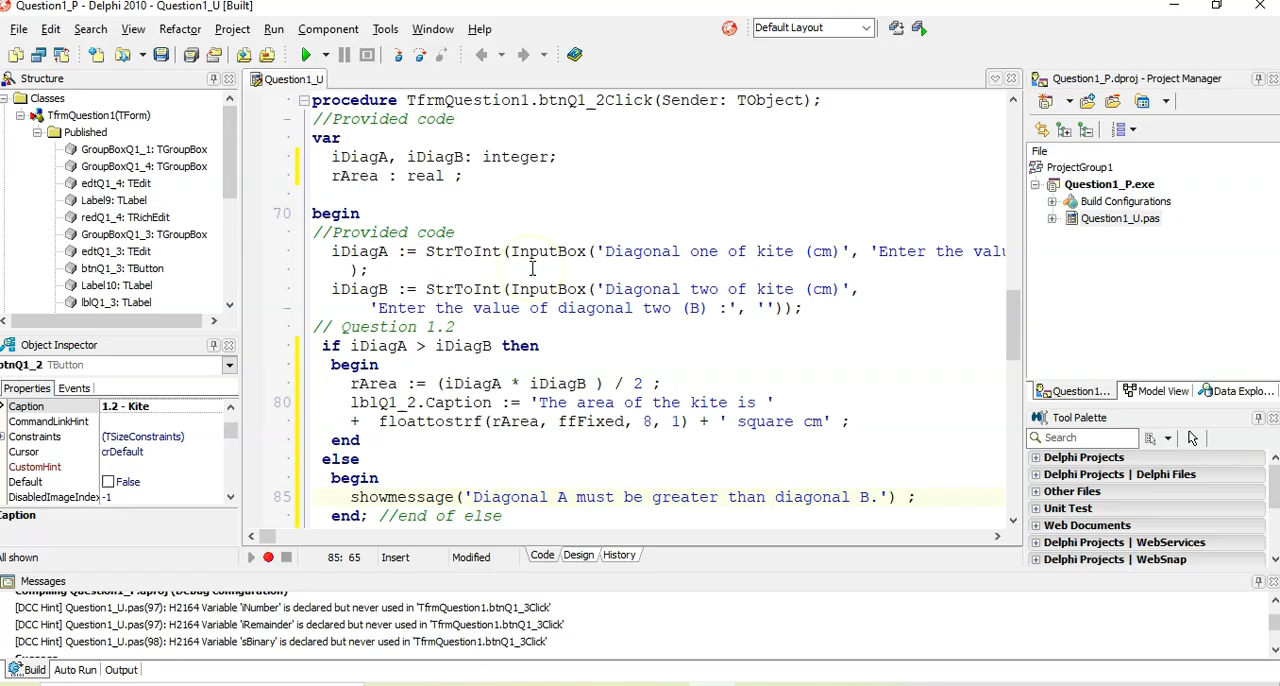 Question1_P - Delphi 2010 - Question1_U [Built]
File Edit Search View Refactor Project Run Component Tools Window Help
Default Layout
Structure
Classes
TfrmQuestion1(TForm)
Published
GroupBoxQ1_1: TGroupBox
GroupBoxQ1_4: TGroupBox
edtQ1_4: TEdit
Label9: TLabel
redQ1_4: TRichEdit
GroupBoxQ1_3: TGroupBox
edtQ1_3: TEdit
btnQ1_3: TButton
Label10: TLabel
lblQ1_3: TLabel
Object Inspector
btnQ1_2 TButton
Properties Events
Caption 1.2 - Kite
CommandLinkHint
Constraints (TSizeConstraints)
Cursor crDefault
CustomHint
Default False
DisabledImageIndex -1
Caption
All shown
Question1_U
procedure TfrmQuestion1.btnQ1_2Click(Sender: TObject);
//Provided code
var
iDiagA, iDiagB: integer;
rArea : real ;
70 begin
//Provided code
iDiagA := StrToInt(InputBox('Diagonal one of kite (cm)', 'Enter the valu
);
iDiagB := StrToInt(InputBox('Diagonal two of kite (cm)',
'Enter the value of diagonal two (B) :', ''));
// Question 1.2
if iDiagA > iDiagB then
begin
rArea := (iDiagA * iDiagB ) / 2 ;
80 lblQ1_2.Caption := 'The area of the kite is '
+ floattostrf(rArea, ffFixed, 8, 1) + ' square cm' ;
end
else
begin
85 showmessage('Diagonal A must be greater than diagonal B.') ;
end; //end of else
85: 65 Insert Modified Code Design History
Question1_P.dproj - Project Manager
File
ProjectGroup1
Question1_P.exe
Build Configurations
Question1_U.pas
Question1... Model View Data Explo...
Tool Palette
Search
Delphi Projects
Delphi Projects | Delphi Files
Other Files
Unit Test
Web Documents
Delphi Projects | WebServices
Delphi Projects | WebSnap
Messages
Compiling Question1_P.dproj (Debug Configuration)
[DCC Hint] Question1_U.pas(97): H2164 Variable 'iNumber' is declared but never used in 'TfrmQuestion1.btnQ1_3Click'
[DCC Hint] Question1_U.pas(97): H2164 Variable 'iRemainder' is declared but never used in 'TfrmQuestion1.btnQ1_3Click'
[DCC Hint] Question1_U.pas(98): H2164 Variable 'sBinary' is declared but never used in 'TfrmQuestion1.btnQ1_3Click'
Success
Build Auto Run Output